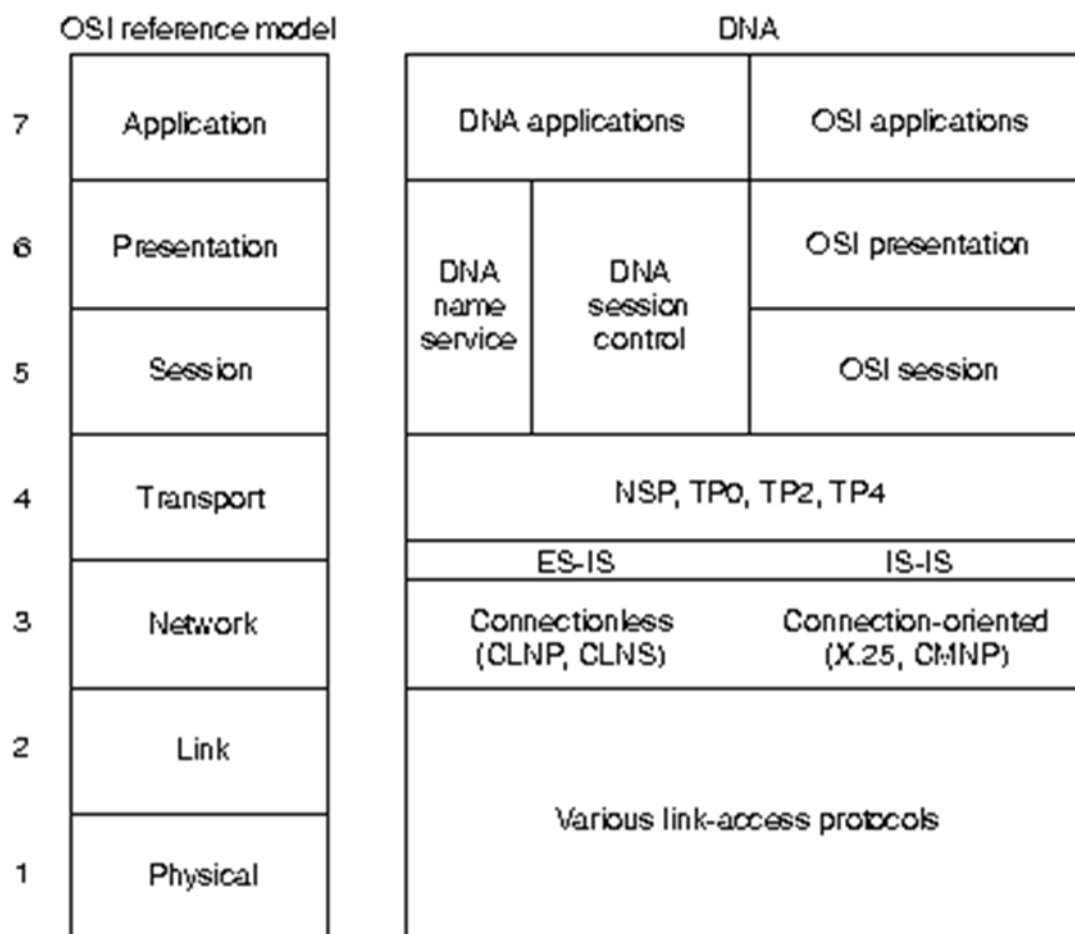 OSI reference model
DNA
7
Application
DNA applications
OSI applications
6
Presentation
DNA
name
service
DNA
session
control
OSI presentation
5
Session
OSI session
4
Transport
NSP, TP0, TP2, TP4
ES-IS
IS-IS
3
Network
Connectionless
(CLNP, CLNS)
Connection-oriented
(X.25, CMNP)
2
Link
Various link-access protocols
1
Physical